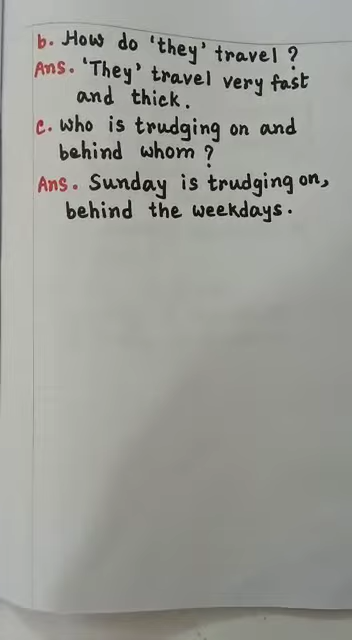 b. How do 'they' travel ?
Ans. 'They' travel very fast
and thick.
c. who is trudging on and
behind whom ?
Ans. Sunday is trudging on,
behind the weekdays.